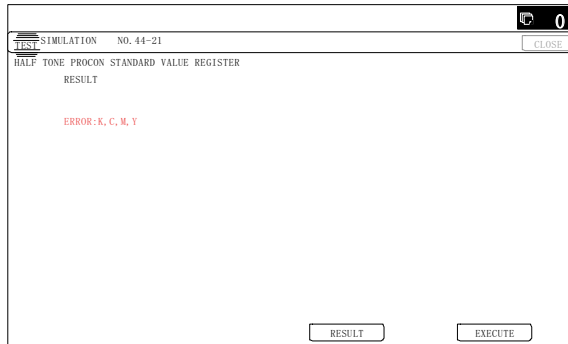 0
TEST SIMULATION NO.44-21
CLOSE
HALF TONE PROCON STANDARD VALUE REGISTER
RESULT
ERROR:K,C,M,Y
RESULT EXECUTE